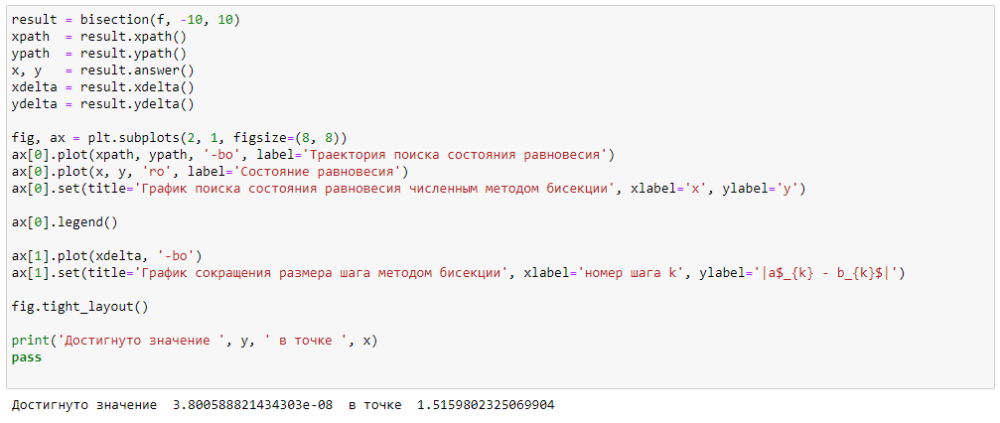 result = bisection(f, -10, 10)
xpath  = result.xpath()
ypath  = result.ypath()
x, y   = result.answer()
xdelta = result.xdelta()
ydelta = result.ydelta()
fig, ax = plt.subplots(2, 1, figsize=(8, 8))
ax[0].plot(xpath, ypath, '-bo', label='Траектория поиска состояния равновесия')
ax[0].plot(x, y, 'ro', label='Состояние равновесия')
ax[0].set(title='График поиска состояния равновесия численным методом бисекции', xlabel='x', ylabel='y')
ax[0].legend()
ax[1].plot(xdelta, '-bo')
ax[1].set(title='График сокращения размера шага методом бисекции', xlabel='номер шага k', ylabel='|a$_{k} - b_{k}$|')
fig.tight_layout()
print('Достигнуто значение ', y, ' в точке ', x)
pass
Достигнуто значение  3.800588821434303e-08  в точке  1.5159802325069904